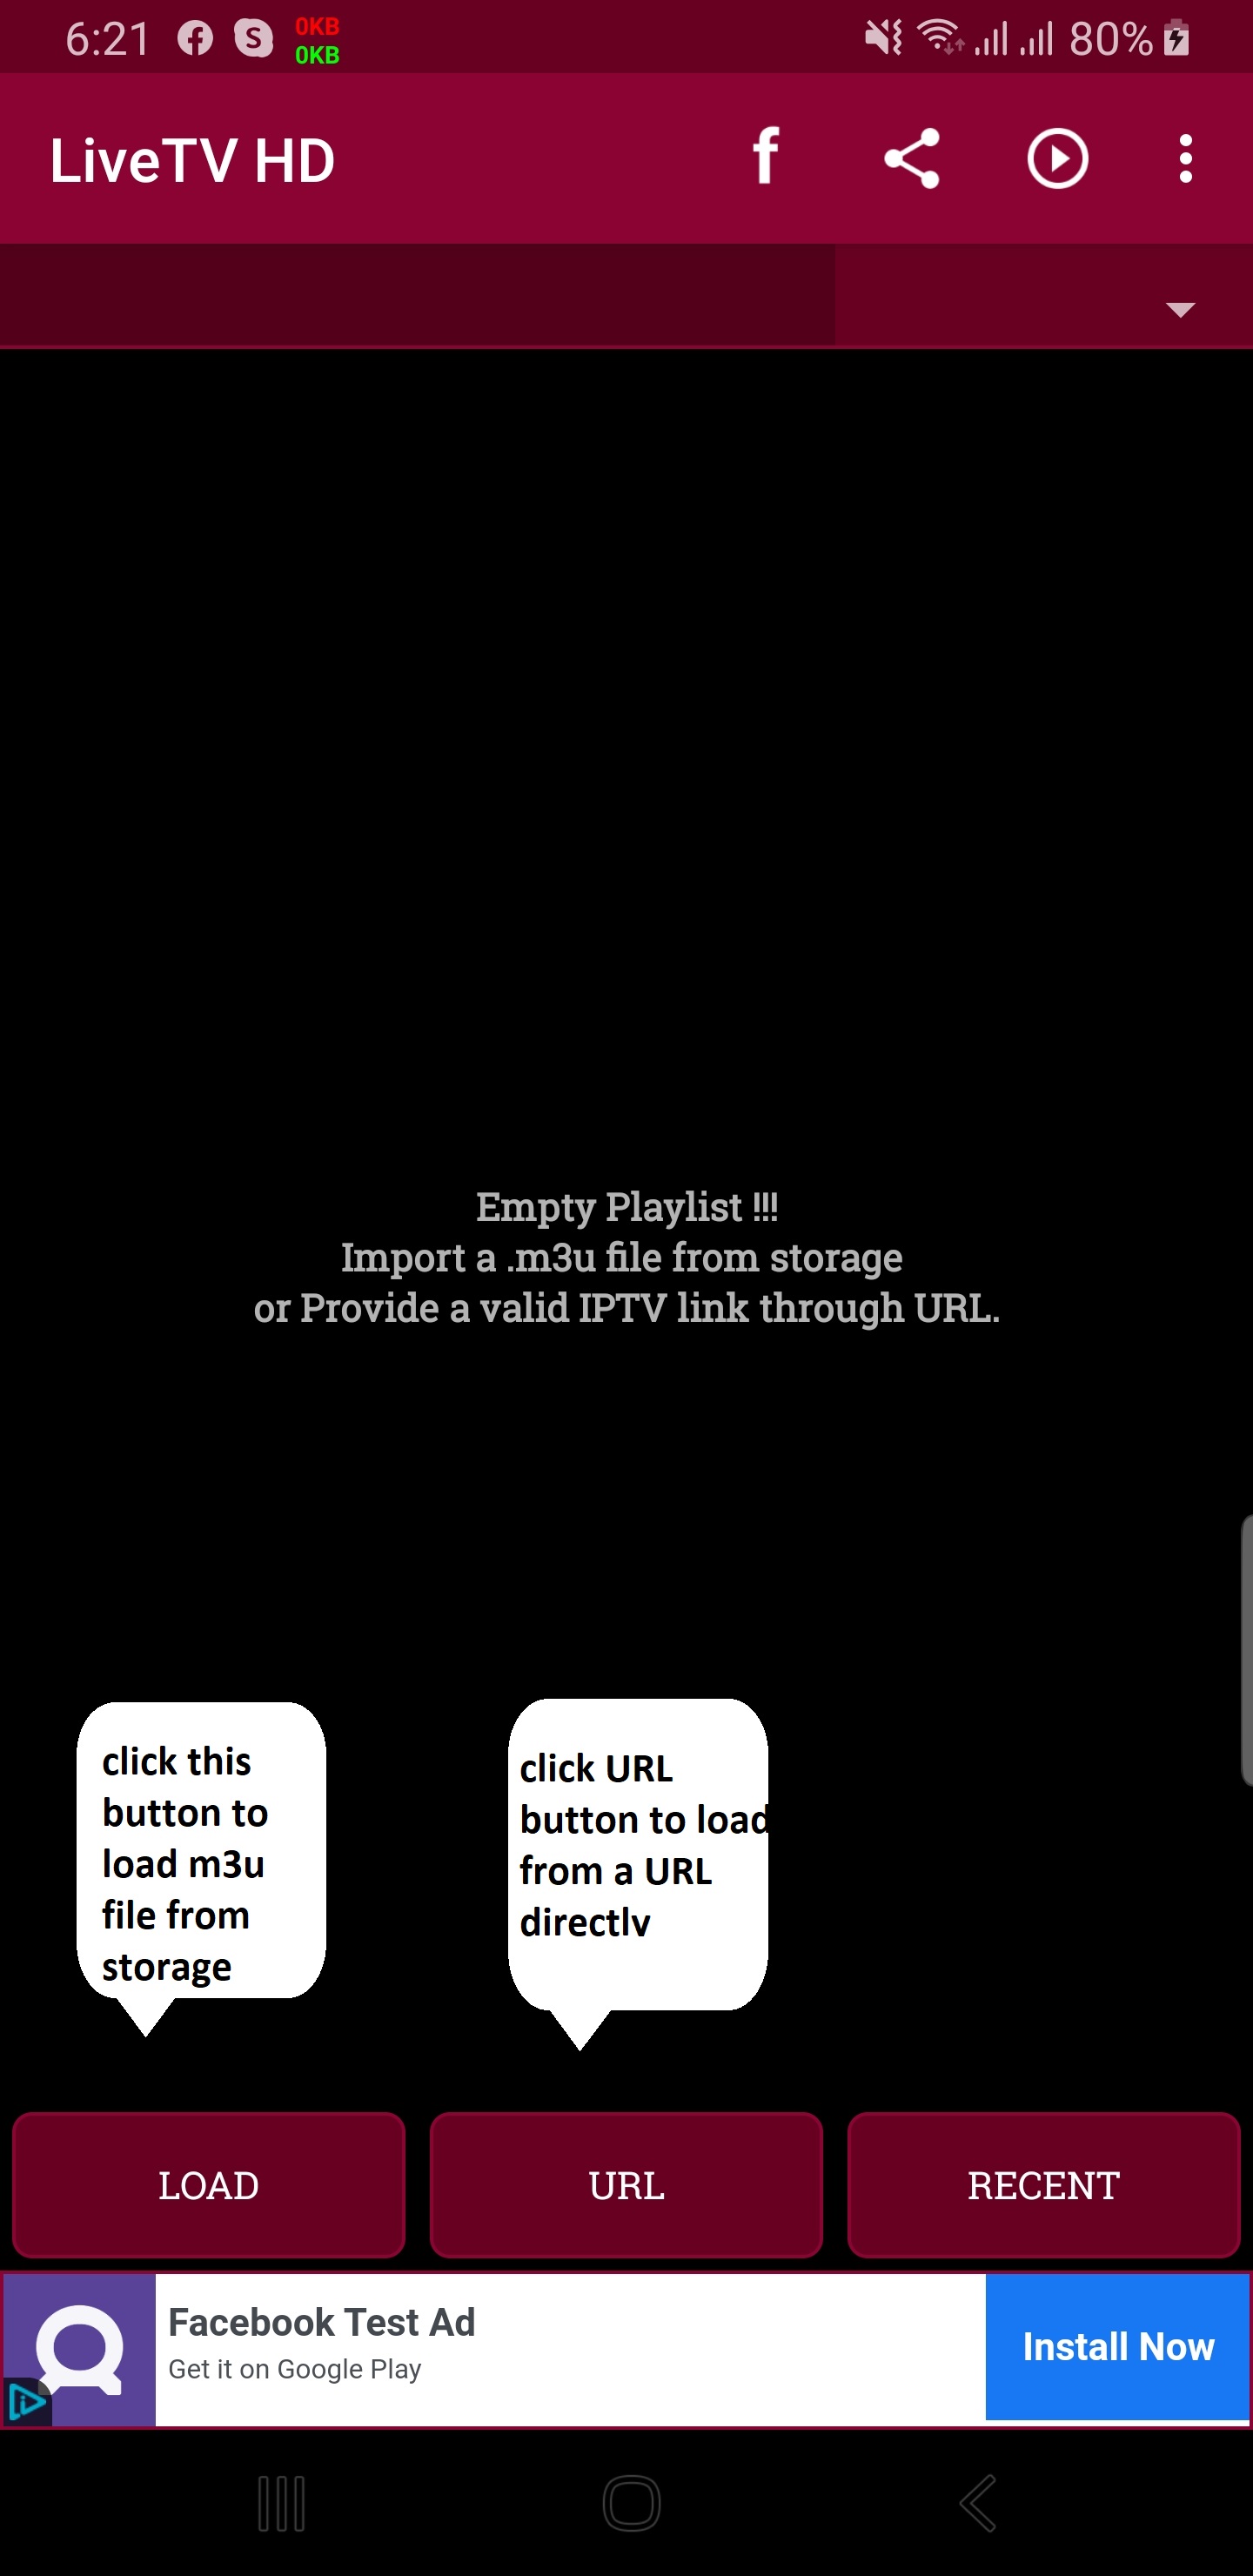 6:21
0KB
0KB
80%
LiveTV HD
Empty Playlist !!!
Import a .m3u file from storage
or Provide a valid IPTV link through URL.
click this
button to
load m3u
file from
storage
click URL
button to load
from a URL
directly
LOAD
URL
RECENT
Facebook Test Ad
Get it on Google Play
Install Now